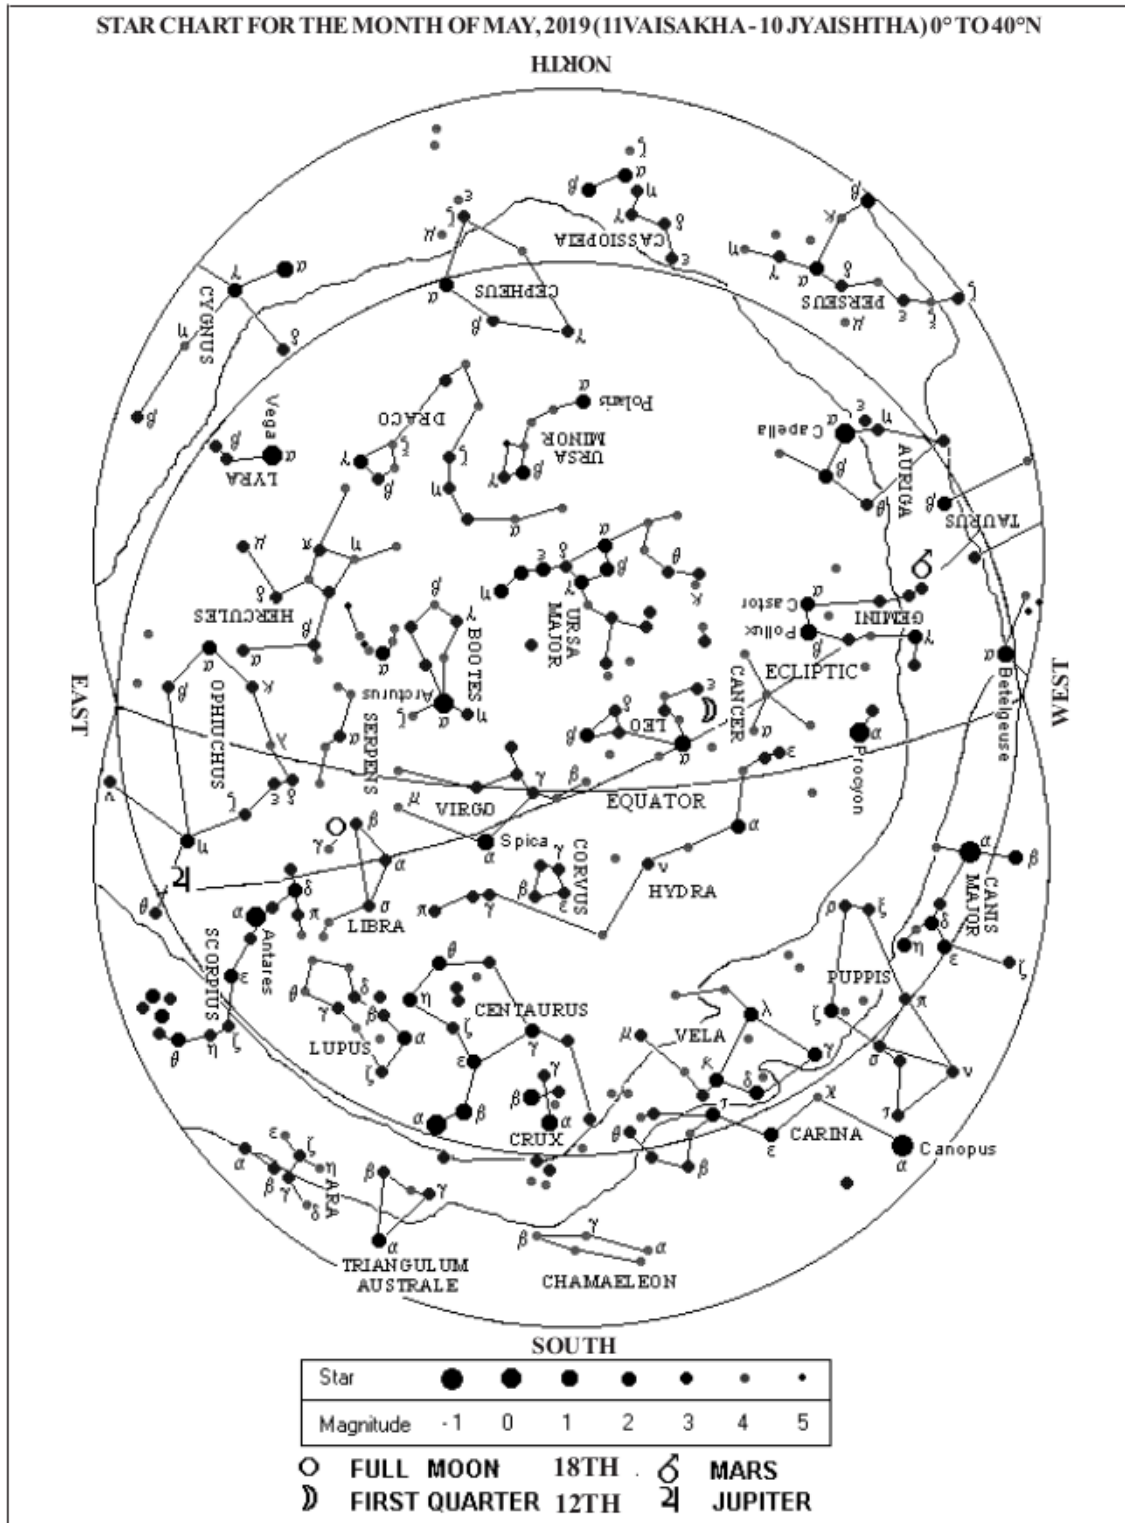 STAR CHART FOR THE MONTH OF MAY, 2019 (11VAISAKHA - 10 JYAISHTHA) 0° TO 40°N
NORTH
ζ
α
β η
γ δ
CASSIOPEIA
ε
ε
ζ
μ
α CEPHEUS
β γ
β
κ
η γ α δ
PERSEUS
ε ξ ζ
μ
γ α
CYGNUS
η δ
β
Vega
β α
LYRA
DRACO
γ ξ ζ
β η
α
α
Polaris
URSA
MINOR
γ β
ε
α η
Capella
AURIGA
β θ
β
TAURUS
μ π η
δ
HERCULES
β
α
α
β δ
ε γ
η
URSA
MAJOR
θ
κ
α
Castor
Pollux
β
GEMINI
γ
ECLIPTIC
β
γ
BOOTES
Arcturus
ζ η
α
β κ
OPHIUCHUS
λ
ν ζ ε δ
η
θ
SERPENS
α
EAST
WEST
δ ε
LEO
β α
CANCER
α
α
Procyon
α
Betelgeuse
ε
VIRGO
γ β
EQUATOR
μ
Spica
α
β
γ α
σ
LIBRA
CORVUS
γ
β ε
HYDRA
ν α
π γ
α β
CANIS
MAJOR
δ
η ε ζ
δ
α π
Antares
SCORPIUS
ε
ζ
η
θ
θ δ
γ β
α
LUPUS
ζ
θ
η
CENTAURUS
ζ
ε γ
α β
γ
β
α
CRUX
PUPPIS
ρ ξ
ζ π
σ ν
τ
VELA
μ λ
κ δ γ
τ χ
CARINA
θ ε
β
Canopus
α
ε ζ
α η
β γ
δ
ARA
β γ
α
TRIANGULUM
AUSTRALE
γ
β α
CHAMAELEON
SOUTH
Star
Magnitude -1 0 1 2 3 4 5
FULL MOON 18TH MARS
FIRST QUARTER 12TH JUPITER